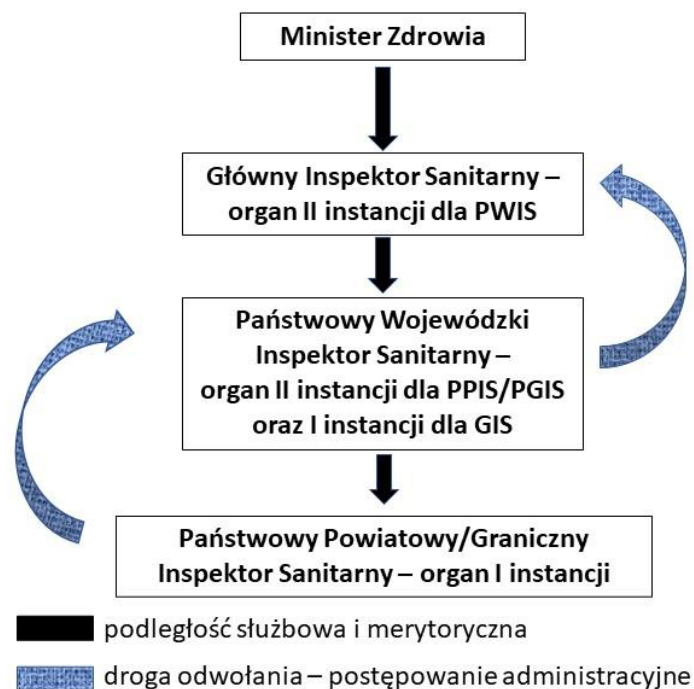 Minister Zdrowia
Główny Inspektor Sanitarny –
organ II instancji dla PWIS
Państwowy Wojewódzki
Inspektor Sanitarny –
organ II instancji dla PPIS/PGIS
oraz I instancji dla GIS
Państwowy Powiatowy/Graniczny
Inspektor Sanitarny – organ I instancji
podległość służbowa i merytoryczna
droga odwołania – postępowanie administracyjne